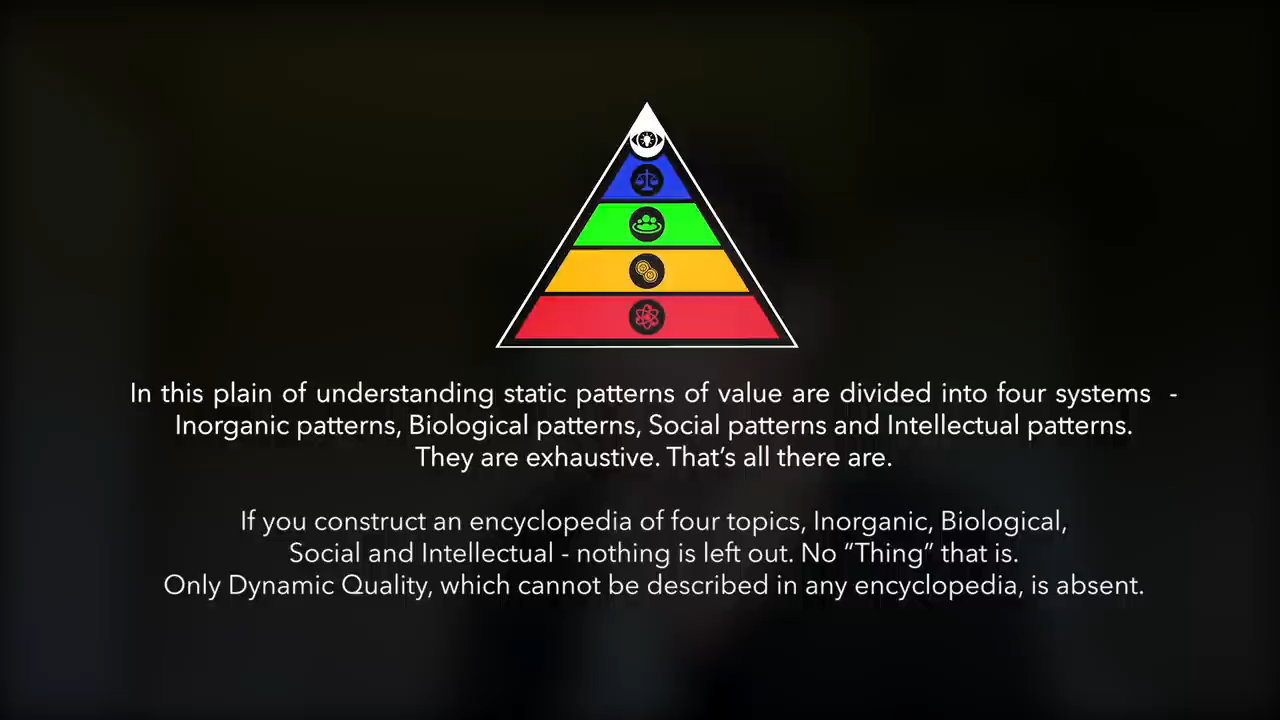 In this plain of understanding static patterns of value are divided into four systems -
Inorganic patterns, Biological patterns, Social patterns and Intellectual patterns.
They are exhaustive. That’s all there are.
If you construct an encyclopedia of four topics, Inorganic, Biological,
Social and Intellectual - nothing is left out. No “Thing” that is.
Only Dynamic Quality, which cannot be described in any encyclopedia, is absent.